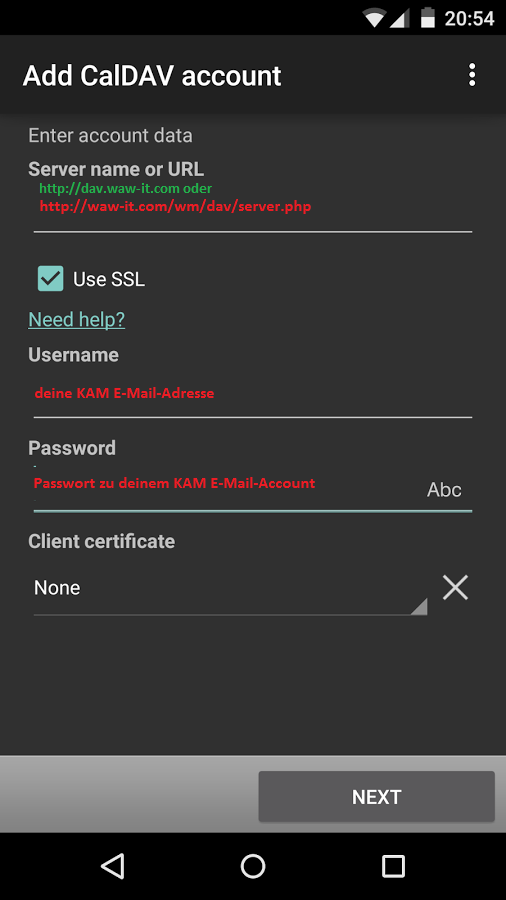 20:54
Add CalDAV account
Enter account data
Server name or URL
http://dav.waw-it.com oder
http://waw-it.com/wm/dav/server.php
Use SSL
Need help?
Username
deine KAM E-Mail-Adresse
Password
Passwort zu deinem KAM E-Mail-Account
Abc
Client certificate
None
NEXT